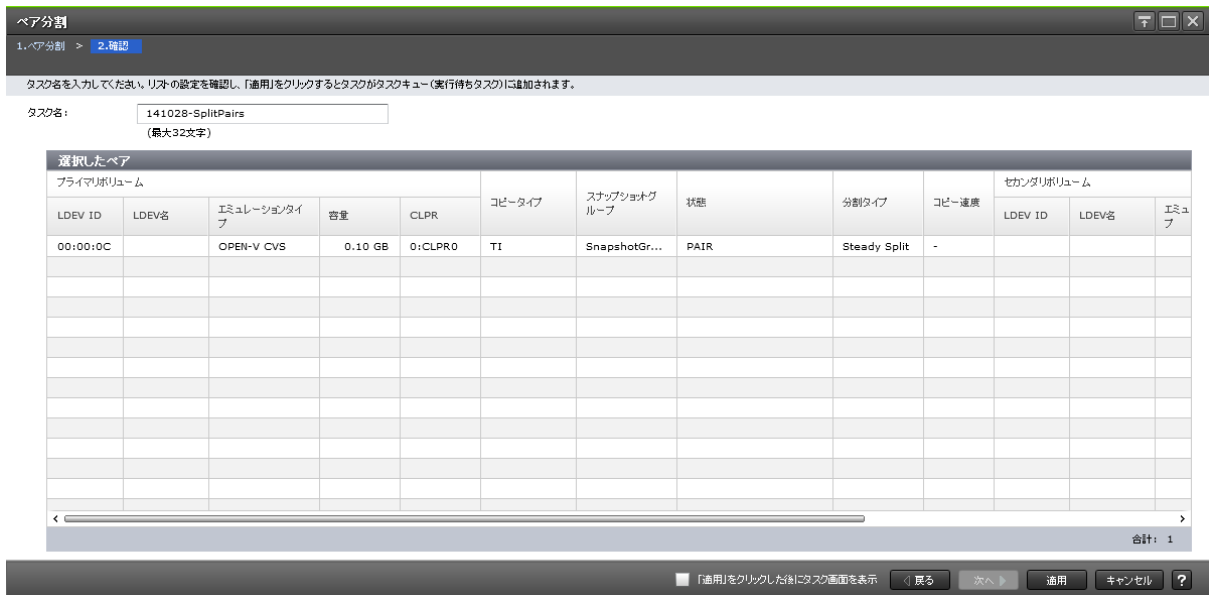 ペア分割
1.ペア分割 > 2.確認
タスク名を入力してください。リストの設定を確認し、「適用」をクリックするとタスクがタスクキュー(実行待ちタスク)に追加されます。
タスク名: 141028-SplitPairs
(最大32文字)
選択したペア
プライマリボリューム コピータイプ スナップショットグループ 状態 分割タイプ コピー速度 セカンダリボリューム
LDEV ID LDEV名 エミュレーションタイプ 容量 CLPR LDEV ID LDEV名 エミュ
プ
00:00:0C OPEN-V CVS 0.10 GB 0:CLPR0 TI SnapshotGr... PAIR Steady Split -
合計: 1
「適用」をクリックした後にタスク画面を表示 戻る 次へ 適用 キャンセル ?